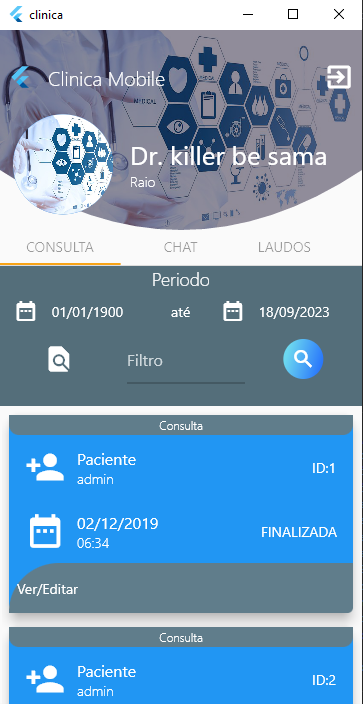 clinica
Clinica Mobile
MEDICAL
Dr. killer be sama
Raio
CONSULTA CHAT LAUDOS
Periodo
01/01/1900 até 18/09/2023
Filtro
Consulta
Paciente
admin
ID:1
02/12/2019
06:34
FINALIZADA
Ver/Editar
Consulta
Paciente
admin
ID:2